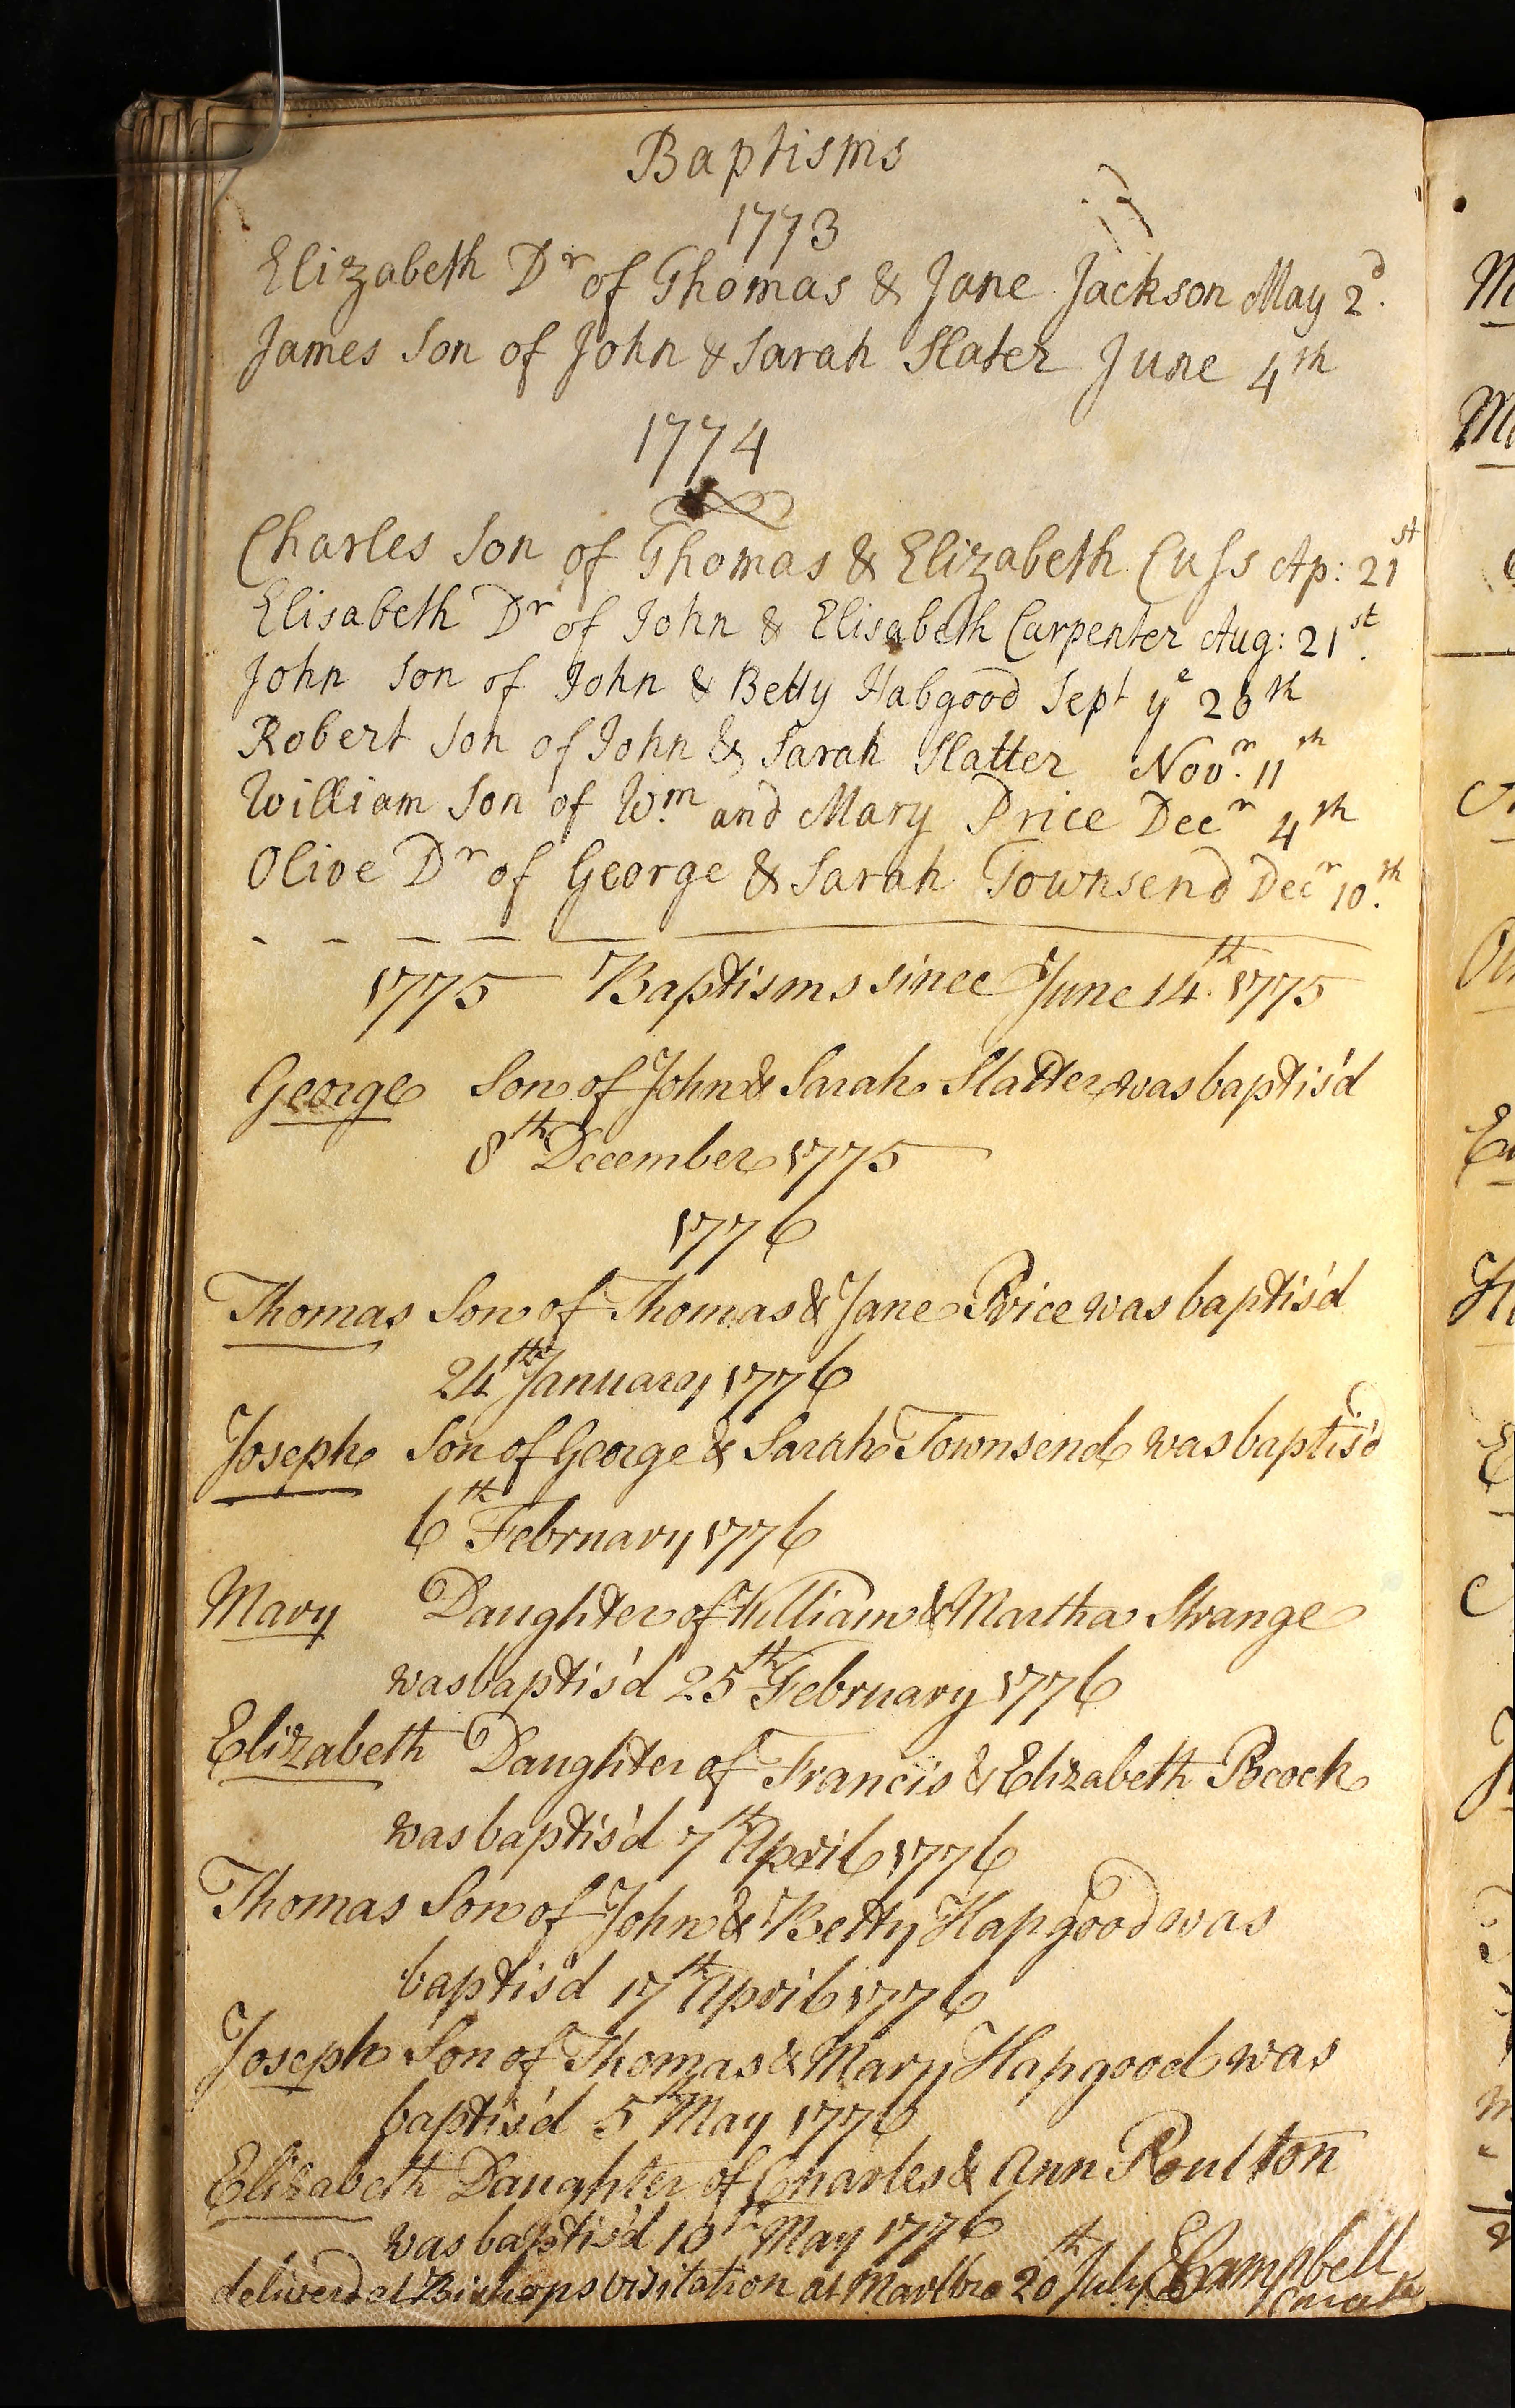 Baptisms
1773
Elizabeth Dr of Thomas & Jane Jackson May 2d.
James Son of John & Sarah Slater June 4th
1774
Charles Son of Thomas & Elizabeth Cuss Ap: 21st
Elisabeth Dr of John & Elisabeth Carpenter Aug: 21st.
John Son of John & Betty Habgood Sept ye 26th
Robert Son of John & Sarah Slatter Novr. 11th
William Son of Wm. and Mary Price Decr 4th
Olive Dr of George & Sarah Townsend Decr 10th.
1775 Baptisms since June 14th. 1775
George Son of John & Sarah Slatter was baptis'd
8th December 1775
1776
Thomas Son of Thomas & Jane Price was baptis'd
24th January 1776
Joseph Son of George & Sarah Townsend was baptis'd
6th February 1776
Mary Daughter of William & Martha Strange
was baptis'd 25th February 1776
Elizabeth Daughter of Francis & Elizabeth Pocock
was baptis'd 7th April 1776
Thomas Son of John & Betty Hapgood was
baptis'd 17th April 1776
Joseph Son of Thomas & Mary Hapgood was
baptis'd 5th May 1776
Elizabeth Daughter of Charles & Ann Poulton
was baptis'd 10th May 1776
deliverd at Bishops visitation at Marlbro 20th July ECampbell
Curate